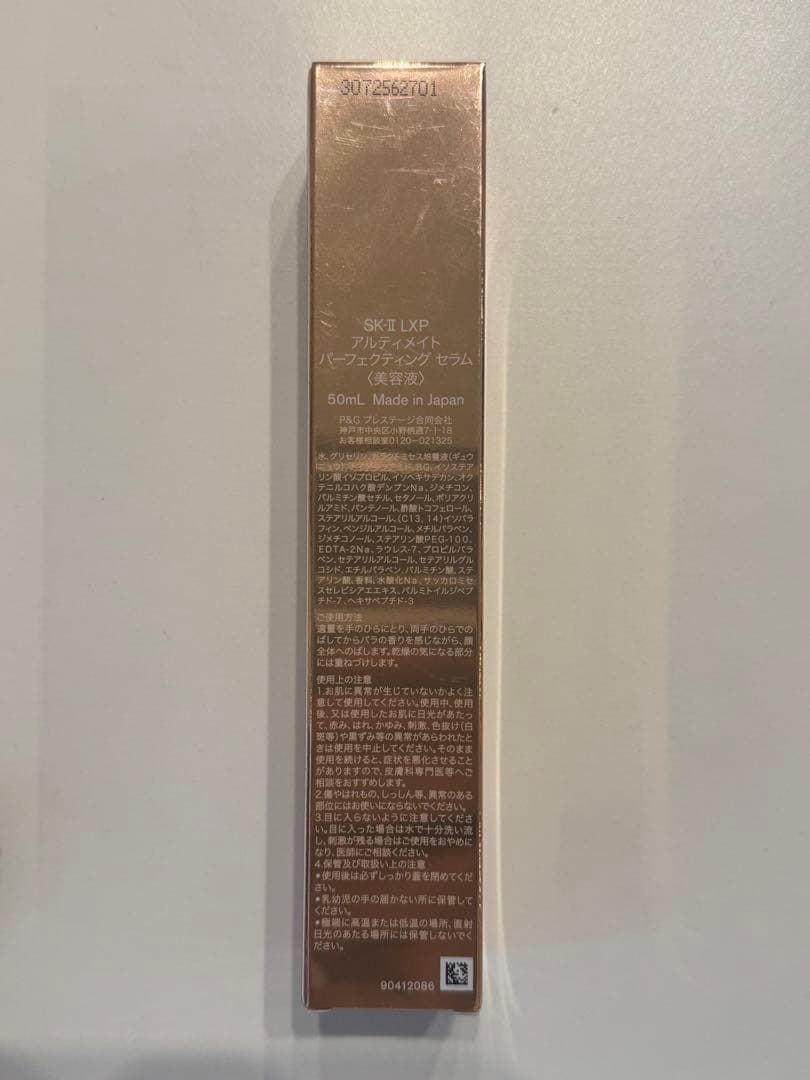 3072562701
SK-II LXP
アルティメイト
パーフェクティング セラム
〈美容液〉
50mL Made in Japan
P&G プレステージ合同会社
神戸市中央区小野柄通7-1-18
お客様相談室0120-021325
水、グリセリン、ガラクトミセス培養液(ギュウ
ニュウ)、ナイアシンアミド、BG、イソステア
リン酸イソプロピル、イソヘキサデカン、オク
テニルコハク酸デンプンNa、ジメチコン、
パルミチン酸セチル、セタノール、ポリアクリ
ルアミド、パンテノール、酢酸トコフェロール、
ステアリルアルコール、(C13, 14)イソパラ
フィン、ベンジルアルコール、メチルパラベン、
ジメチコノール、ステアリン酸PEG-100、
EDTA-2Na、ラウレス-7、プロピルパラ
ベン、セテアリルアルコール、セテアリルグル
コシド、エチルパラベン、パルミチン酸、ステ
アリン酸、香料、水酸化Na、サッカロミセ
スセレビシアエエキス、パルミトイルジペプ
チド-7、ヘキサペプチド-3
ご使用方法
適量を手のひらにとり、両手のひらでの
ばしてからバラの香りを感じながら、顔
全体へのばします。乾燥の気になる部分
には重ねづけします。
使用上の注意
1.お肌に異常が生じていないかよく注
意して使用してください。使用中、使用
後、又は使用したお肌に日光があたっ
て、赤み、はれ、かゆみ、刺激、色抜け(白
斑等)や黒ずみ等の異常があらわれたと
きは使用を中止してください。そのまま
使用を続けると、症状を悪化させること
がありますので、皮膚科専門医等へご
相談をおすすめします。
2.傷やはれもの、しっしん等、異常のある
部位にはお使いにならないでください。
3.目に入らないように注意してくださ
い。目に入った場合は水で十分洗い流
し、刺激が残る場合はご使用をおやめに
なり、医師にご相談ください。
4.保管及び取扱い上の注意
*使用後は必ずしっかり蓋を閉めてくだ
さい。
*乳幼児の手の届かない所に保管して
ください。
*極端に高温または低温の場所、直射
日光のあたる場所には保管しないでく
ださい。
90412086